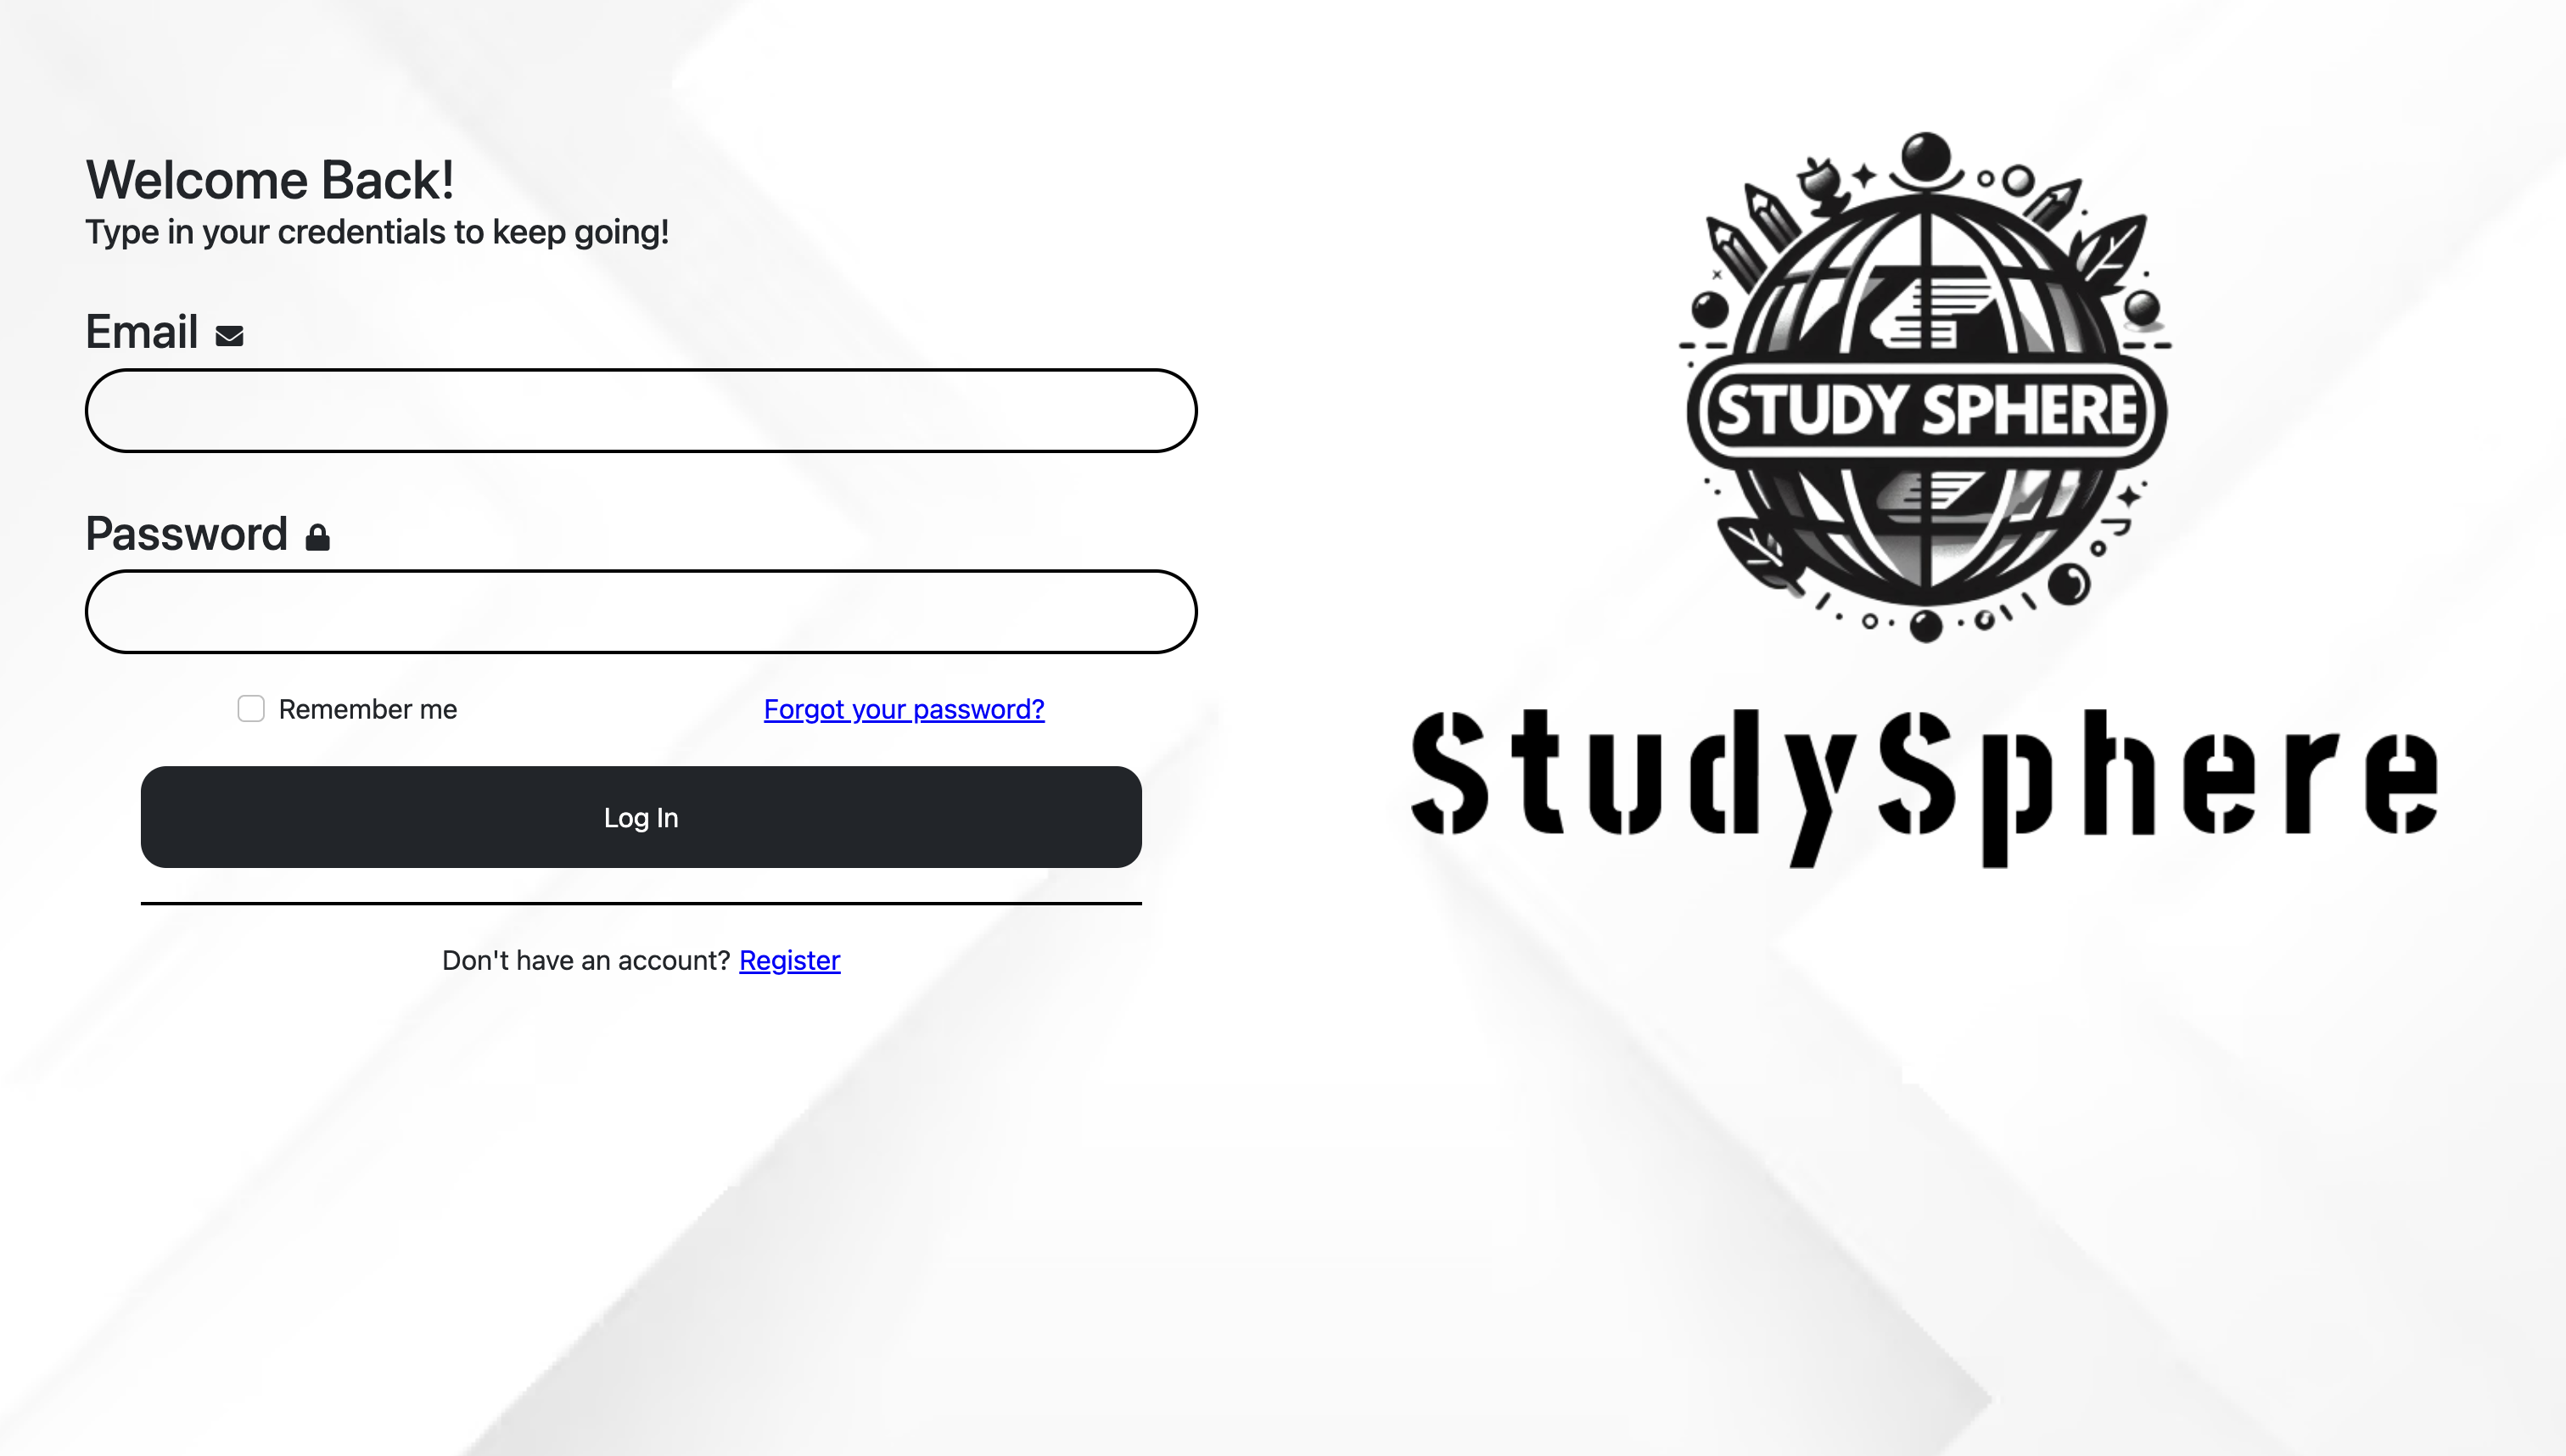 Welcome Back!
Type in your credentials to keep going!
Email
Password
Remember me
Forgot your password?
Log In
Don't have an account? Register
STUDY SPHERE
StudySphere